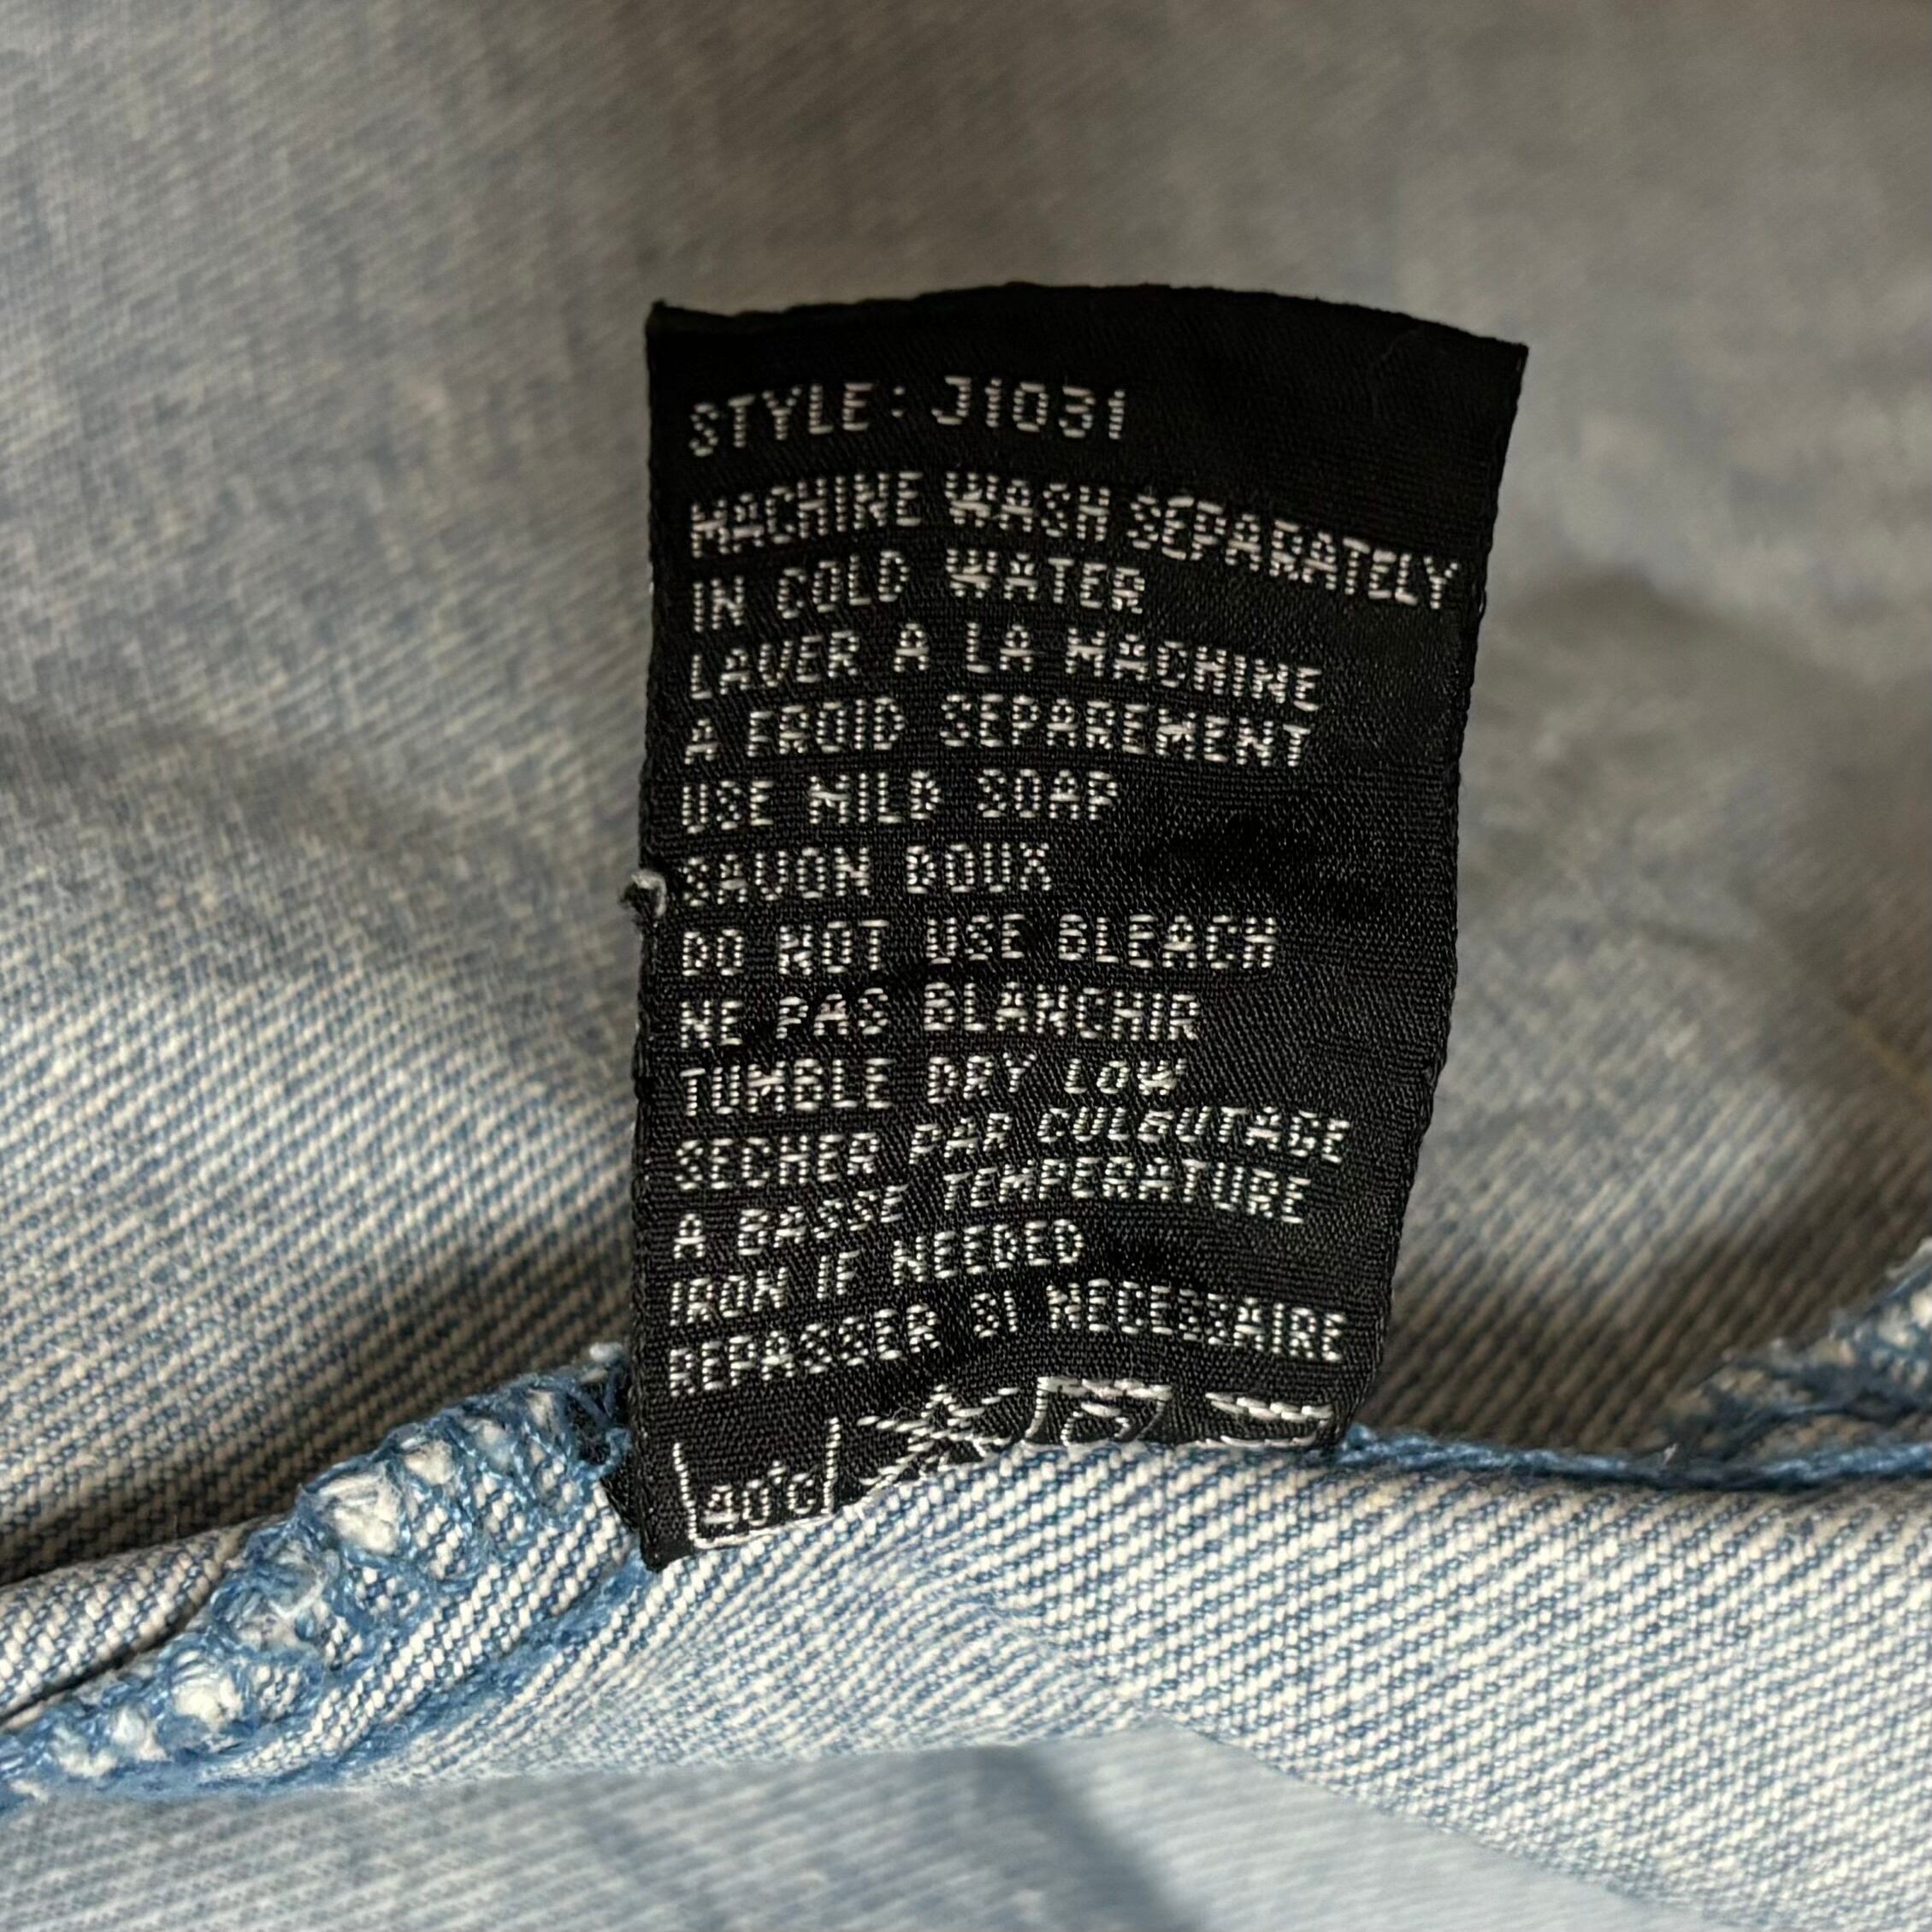 STYLE: J1031
MACHINE WASH SEPARATELY
IN COLD WATER
LAVER A LA MACHINE
A FROID SEPAREMENT
USE MILD SOAP
SAVON DOUX
DO NOT USE BLEACH
NE PAS BLANCHIR
TUMBLE DRY LOW
SECHER PAR CULBUTAGE
A BASSE TEMPERATURE
IRON IF NEEDED
REPASSER SI NECESSAIRE
40°C